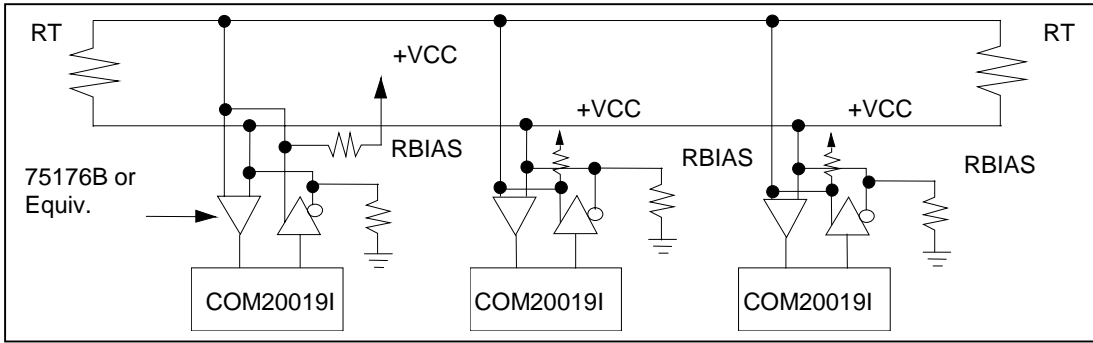 RT
RT
+VCC
+VCC
+VCC
RBIAS
RBIAS
RBIAS
75176B or
Equiv.
COM20019I
COM20019I
COM20019I